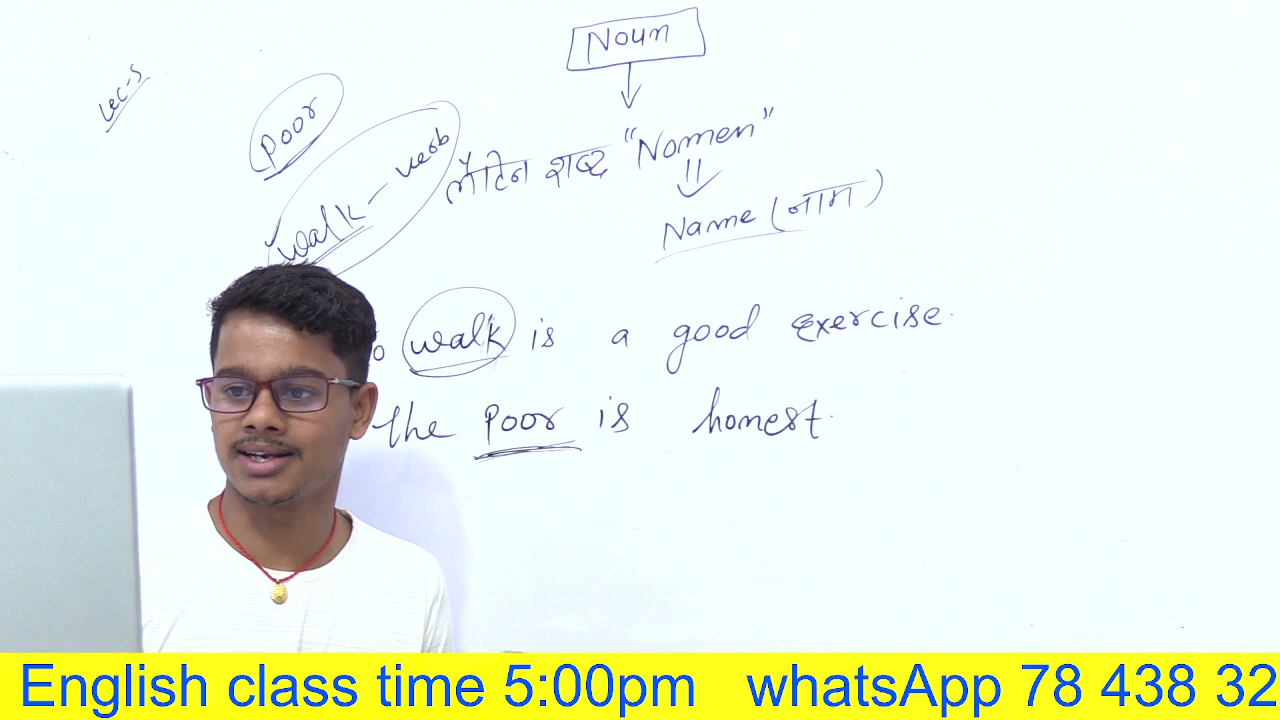 Noun
Lec-5
poor
walk - verb
लैटिन शब्द "Nomen"
Name (नाम)
walk is a good exercise.
the poor is honest.
English class time 5:00pm whatsApp 78 438 32